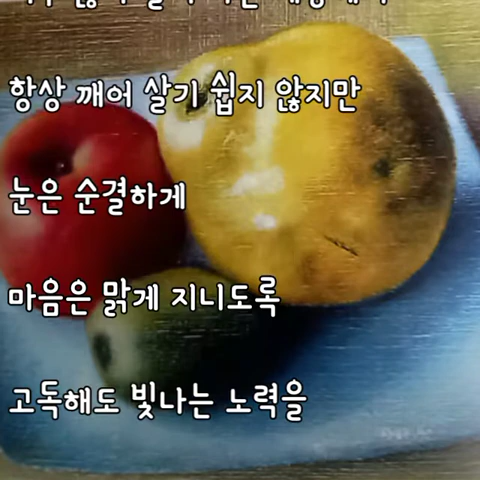 항상 깨어 살기 쉽지 않지만
눈은 순결하게
마음은 맑게 지니도록
고독해도 빛나는 노력을